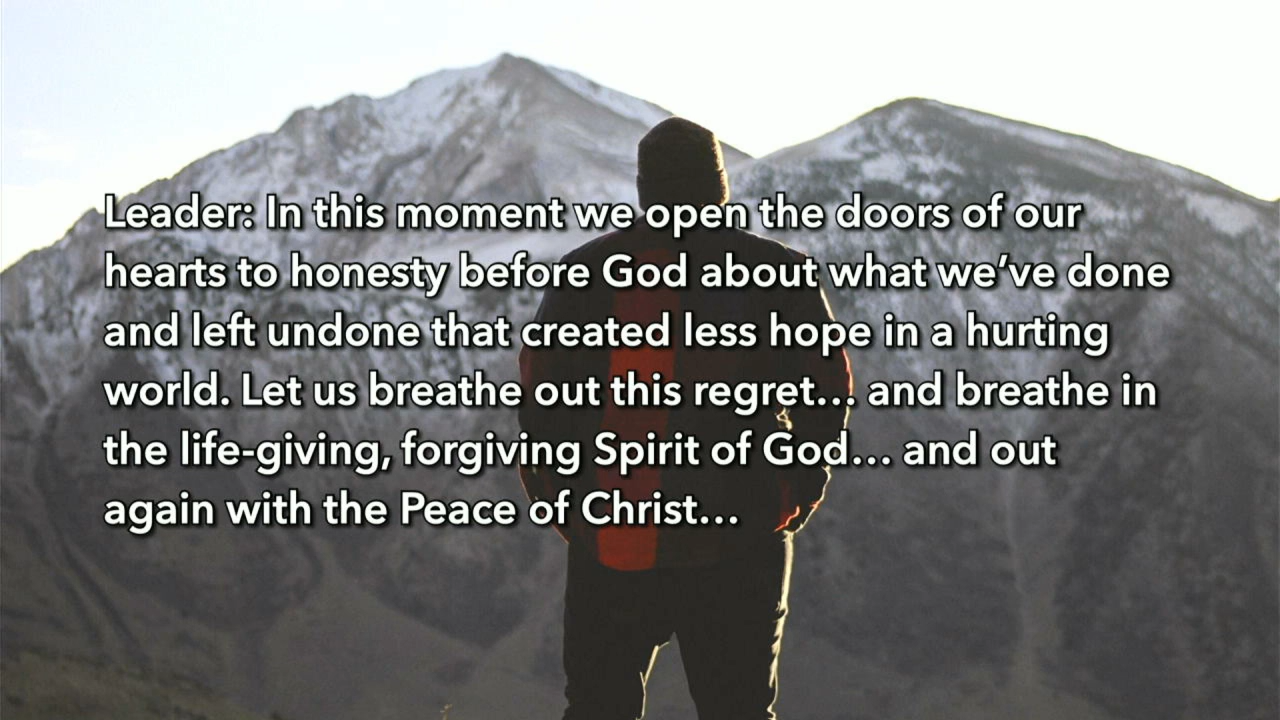 Leader: In this moment we open the doors of our
hearts to honesty before God about what we’ve done
and left undone that created less hope in a hurting
world. Let us breathe out this regret… and breathe in
the life-giving, forgiving Spirit of God… and out
again with the Peace of Christ…